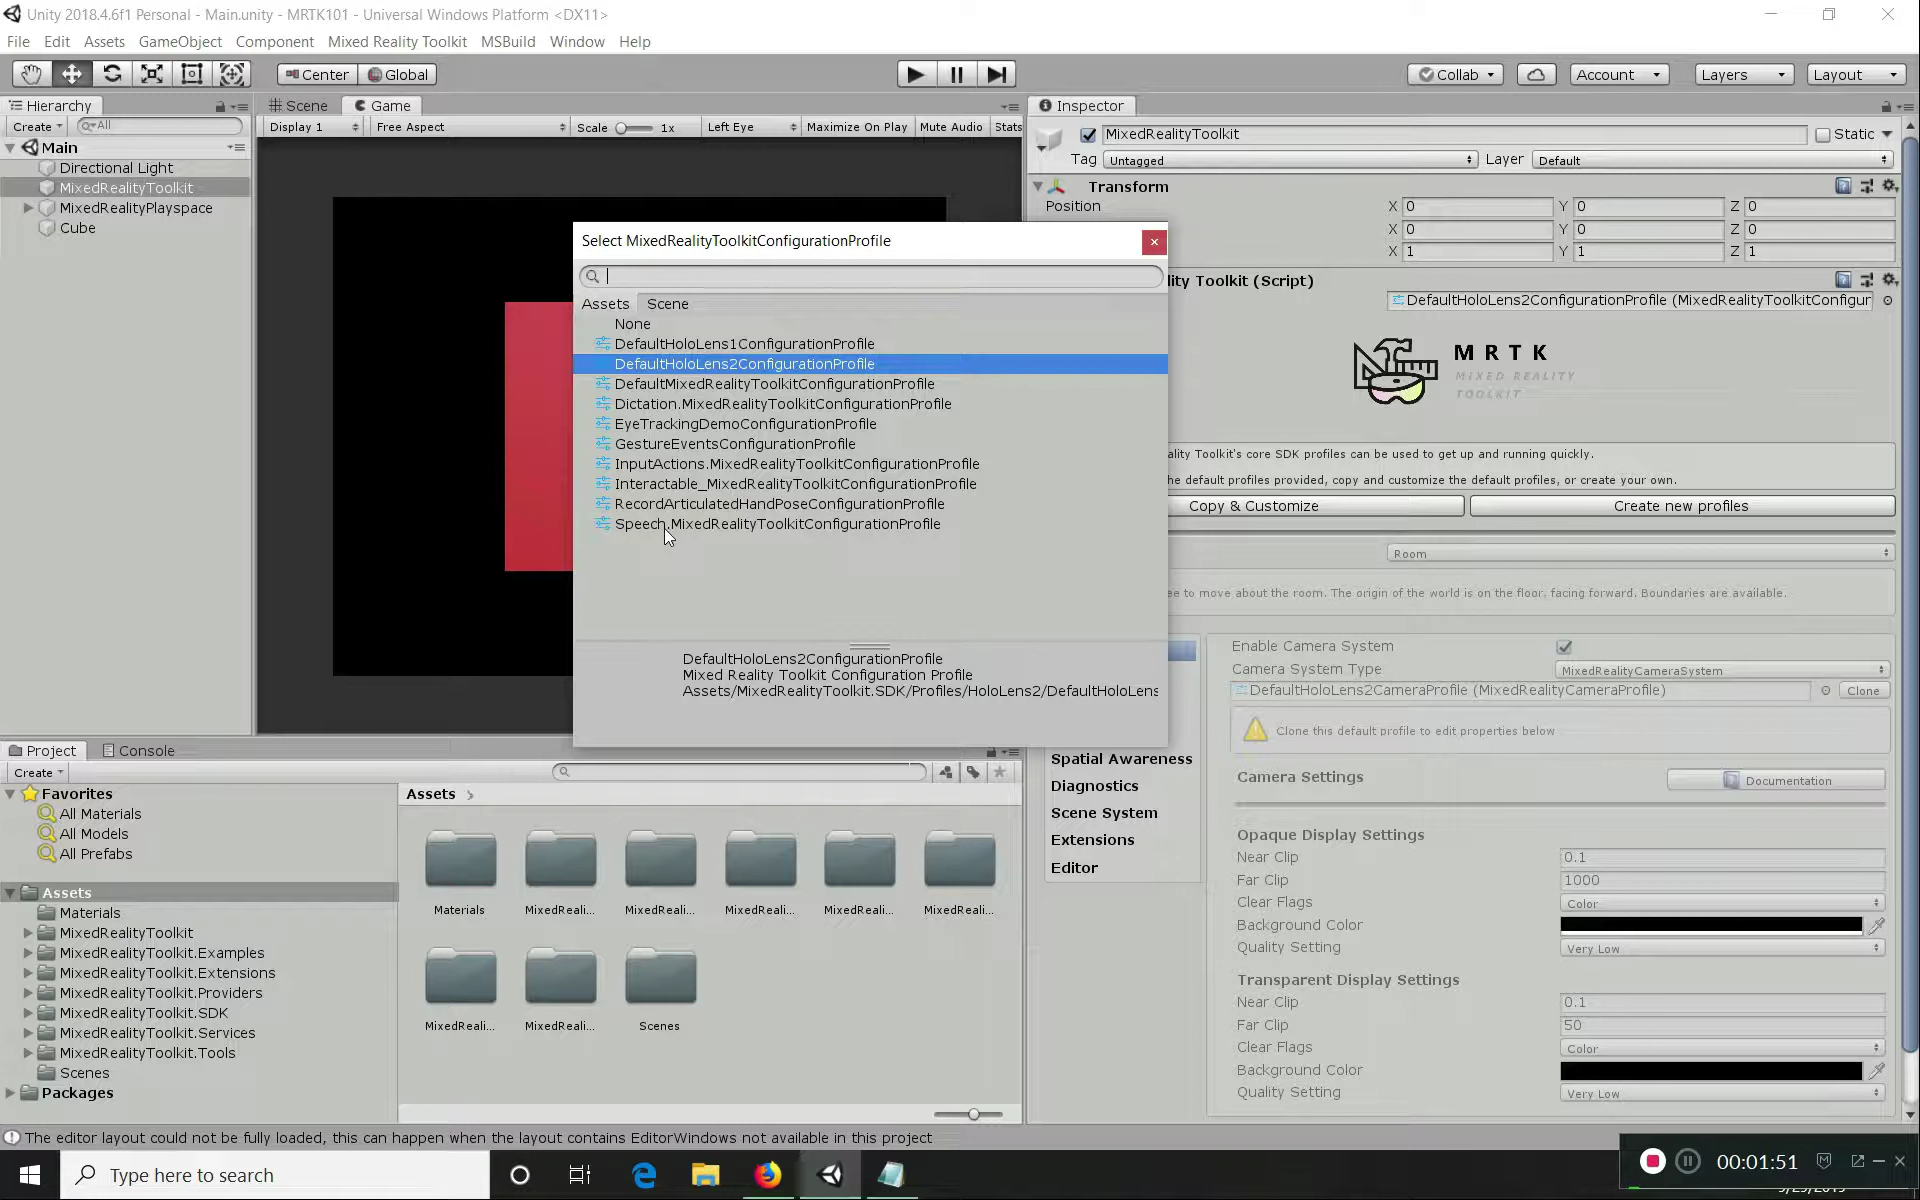 Unity 2018.4.6f1 Personal - Main.unity - MRTK101 - Universal Windows Platform <DX11>
File Edit Assets GameObject Component Mixed Reality Toolkit MSBuild Window Help
Center Global Collab Account Layers Layout
Hierarchy
Create All
Main
Directional Light
MixedRealityToolkit
MixedRealityPlayspace
Cube
Scene Game
Display 1 Free Aspect Scale 1x Left Eye Maximize On Play Mute Audio Stats
Select MixedRealityToolkitConfigurationProfile
Assets Scene
None
DefaultHoloLens1ConfigurationProfile
DefaultHoloLens2ConfigurationProfile
DefaultMixedRealityToolkitConfigurationProfile
Dictation.MixedRealityToolkitConfigurationProfile
EyeTrackingDemoConfigurationProfile
GestureEventsConfigurationProfile
InputActions.MixedRealityToolkitConfigurationProfile
Interactable_MixedRealityToolkitConfigurationProfile
RecordArticulatedHandPoseConfigurationProfile
Speech.MixedRealityToolkitConfigurationProfile
DefaultHoloLens2ConfigurationProfile
Mixed Reality Toolkit Configuration Profile
Assets/MixedRealityToolkit.SDK/Profiles/HoloLens2/DefaultHoloLens
Inspector
MixedRealityToolkit Static
Tag Untagged Layer Default
Transform
Position X 0 Y 0 Z 0
X 0 Y 0 Z 0
X 1 Y 1 Z 1
lity Toolkit (Script)
DefaultHoloLens2ConfigurationProfile (MixedRealityToolkitConfigur
MRTK
MIXED REALITY
TOOLKIT
ality Toolkit's core SDK profiles can be used to get up and running quickly.
he default profiles provided, copy and customize the default profiles, or create your own.
Copy & Customize Create new profiles
Room
ee to move about the room. The origin of the world is on the floor, facing forward. Boundaries are available.
Spatial Awareness
Diagnostics
Scene System
Extensions
Editor
Enable Camera System
Camera System Type MixedRealityCameraSystem
DefaultHoloLens2CameraProfile (MixedRealityCameraProfile) Clone
Clone this default profile to edit properties below
Camera Settings Documentation
Opaque Display Settings
Near Clip 0.1
Far Clip 1000
Clear Flags Color
Background Color
Quality Setting Very Low
Transparent Display Settings
Near Clip 0.1
Far Clip 50
Clear Flags Color
Background Color
Quality Setting Very Low
Project Console
Create
Favorites
All Materials
All Models
All Prefabs
Assets
Materials
MixedRealityToolkit
MixedRealityToolkit.Examples
MixedRealityToolkit.Extensions
MixedRealityToolkit.Providers
MixedRealityToolkit.SDK
MixedRealityToolkit.Services
MixedRealityToolkit.Tools
Scenes
Packages
Assets
Materials MixedReali... MixedReali... MixedReali... MixedReali... MixedReali...
MixedReali... MixedReali... Scenes
The editor layout could not be fully loaded, this can happen when the layout contains EditorWindows not available in this project
Type here to search
00:01:51